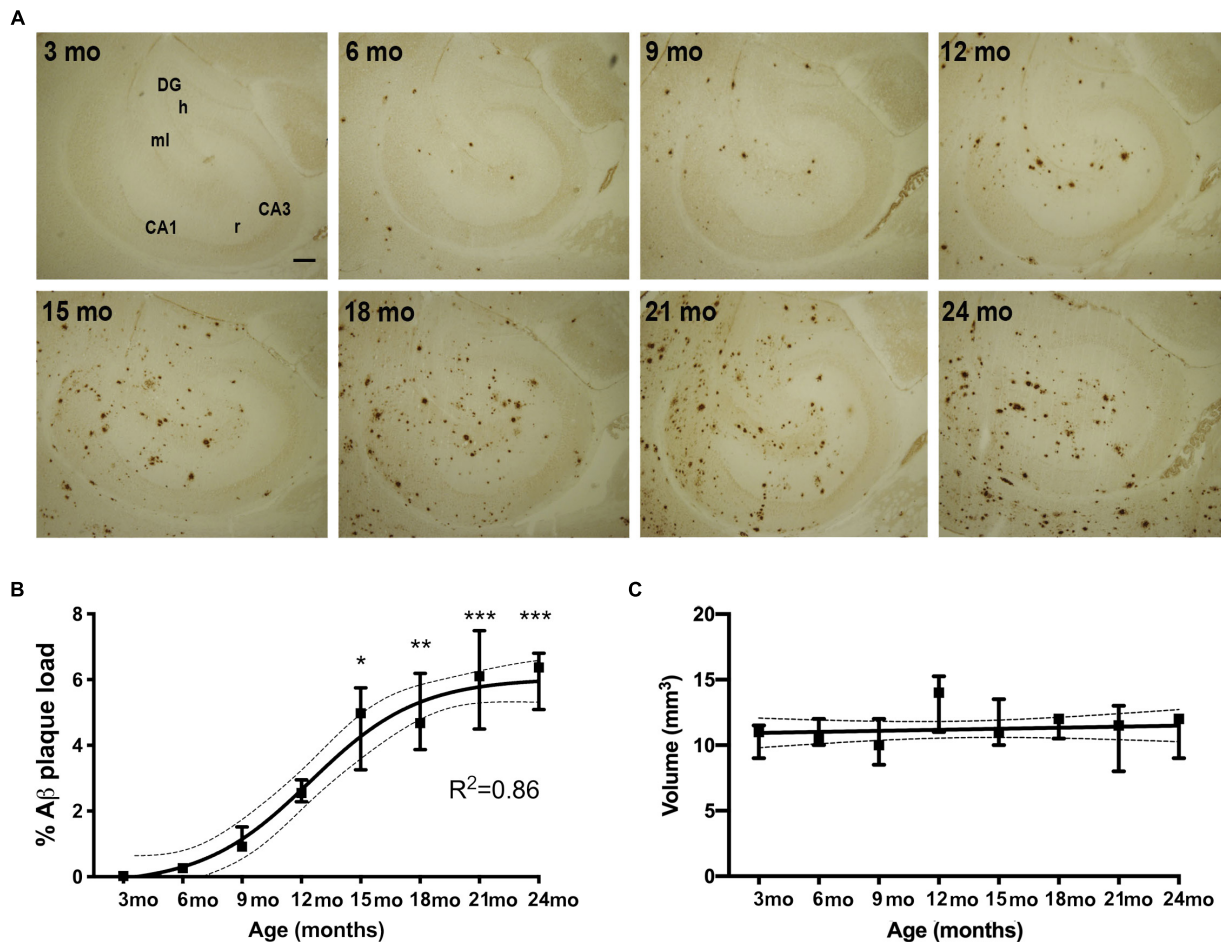 A
3 mo
DG
h
ml
CA3
CA1
r
6 mo
9 mo
12 mo
15 mo
18 mo
21 mo
24 mo
B
% Aβ plaque load
8
6
4
2
0
*
**
***
***
R²=0.86
3mo 6mo 9mo 12mo 15mo 18mo 21mo 24mo
Age (months)
C
Volume (mm³)
20
15
10
5
0
3mo 6mo 9mo 12mo 15mo 18mo 21mo 24mo
Age (months)